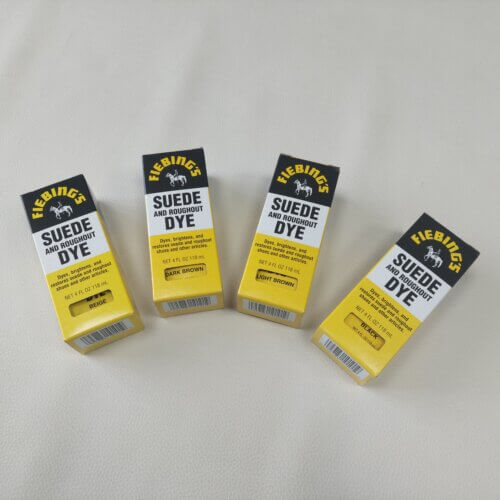 FIEBING'S
SUEDE
AND ROUGHOUT
DYE
Dyes, brightens, and
restores suede and roughout
shoes and other articles.
NET 4 FL OZ 118 mL
BEIGE
FIEBING'S
SUEDE
AND ROUGHOUT
DYE
Dyes, brightens, and
restores suede and roughout
shoes and other articles.
NET 4 FL OZ 118 mL
DARK BROWN
FIEBING'S
SUEDE
AND ROUGHOUT
DYE
Dyes, brightens, and
restores suede and roughout
shoes and other articles.
NET 4 FL OZ 118 mL
LIGHT BROWN
FIEBING'S
SUEDE
AND ROUGHOUT
DYE
Dyes, brightens, and
restores suede and roughout
shoes and other articles.
NET 4 FL OZ 118 mL
BLACK